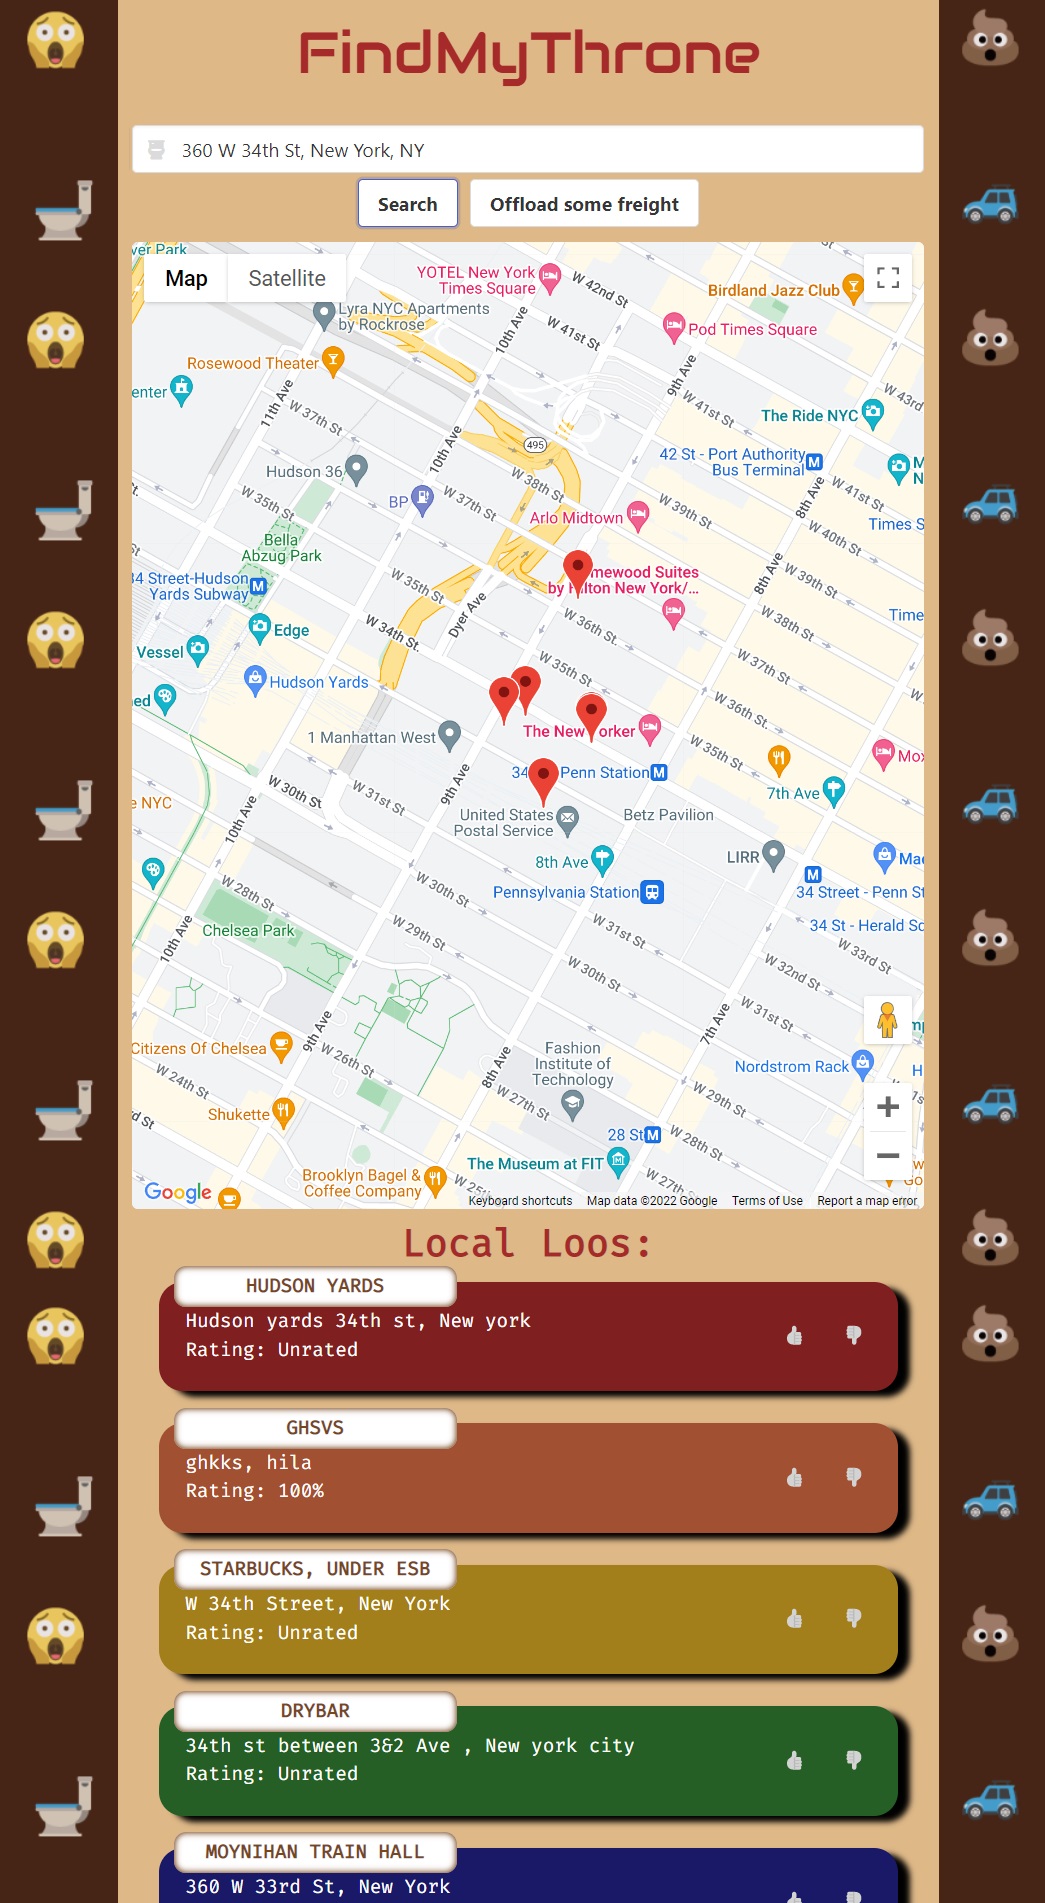 FindMyThrone
360 W 34th St, New York, NY
Search
Offload some freight
ver Park
Map
Satellite
YOTEL New York
Times Square
W 42nd St
Birdland Jazz Club
Lyra NYC Apartments
by Rockrose
10th Ave
W 41st St
Pod Times Square
Rosewood Theater
9th Ave
enter
11th Ave
W 37th St
W 43rd
W 41st St
The Ride NYC
10th Ave
495
42 St - Port Authority
Bus Terminal
M
Hudson 36
W 38th St
8th Ave
W 41st St
BP
W 37th St
W 35th St
W 39th St
Arlo Midtown
W 40th St
Times S
Bella
Abzug Park
34 Street-Hudson
Yards Subway
M
W 35th St
mewood Suites
by Hilton New York/...
8th Ave
W 39th St
Dyer Ave
W 34th St
W 36th St
W 38th St
Time
Edge
Vessel
W 35th St
W 37th St
Hudson Yards
ed
W 36th St
1 Manhattan West
The New Yorker
W 35th St
Mox
34
Penn Station
M
9th Ave
W 30th St
W 31st St
7th Ave
e NYC
10th Ave
United States
Postal Service
Betz Pavilion
8th Ave
LIRR
Mac
M
W 28th St
W 30th St
Pennsylvania Station
34 Street - Penn St
Chelsea Park
W 29th St
W 31st St
34 St - Herald Sq
10th Ave
W 33rd St
W 30th St
W 32nd St
9th Ave
7th Ave
W 31st St
Citizens Of Chelsea
Fashion
Institute of
Technology
W 26th St
8th Ave
Nordstrom Rack
H
W 24th St
W 27th St
W 29th St
Shukette
28 St
M
W 28th St
The Museum at FIT
Brooklyn Bagel &
Coffee Company
W 27th St
Go
Google
Keyboard shortcuts
Map data ©2022 Google
Terms of Use
Report a map error
Local Loos:
HUDSON YARDS
Hudson yards 34th st, New york
Rating: Unrated
GHSVS
ghkks, hila
Rating: 100%
STARBUCKS, UNDER ESB
W 34th Street, New York
Rating: Unrated
DRYBAR
34th st between 3&2 Ave , New york city
Rating: Unrated
MOYNIHAN TRAIN HALL
360 W 33rd St, New York